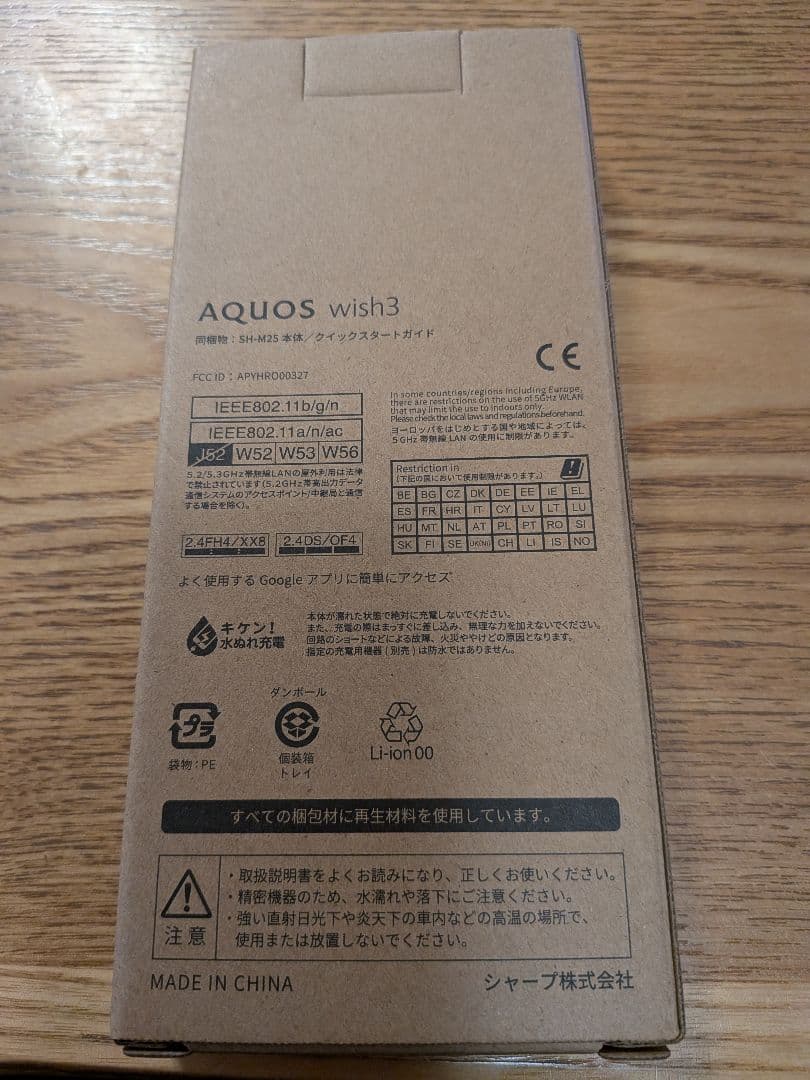 AQUOS wish3
同梱物：SH-M25 本体／クイックスタートガイド
CE
FCC ID：APYHRO00327
IEEE802.11b/g/n
IEEE802.11a/n/ac
J52 W52 W53 W56
5.2/5.3GHz帯無線LANの屋外利用は法律
で禁止されています(5.2GHz帯高出力データ
通信システムのアクセスポイント/中継局と通信
する場合を除く)。
In some countries/regions including Europe,
there are restrictions on the use of 5GHz WLAN
that may limit the use to indoors only.
Please check the local laws and regulations beforehand.
ヨーロッパをはじめとする国や地域によっては、
5GHz帯無線LANの使用に制限があります。
Restriction in
(下記の国において使用制限があります。)
BE BG CZ DK DE EE IE EL
ES FR HR IT CY LV LT LU
HU MT NL AT PL PT RO SI
SK FI SE UK(NI) CH LI IS NO
2.4FH4/XX8 2.4DS/OF4
よく使用する Google アプリに簡単にアクセス
キケン！
水ぬれ充電
本体が濡れた状態で絶対に充電しないでください。
また、充電の際はまっすぐに差し込み、無理な力を加えないでください。
回路のショートなどによる故障、火災ややけどの原因となります。
指定の充電用機器(別売)は防水ではありません。
プラ
袋物：PE
ダンボール
個装箱
トレイ
Li-ion 00
すべての梱包材に再生材料を使用しています。
注意
・取扱説明書をよくお読みになり、正しくお使いください。
・精密機器のため、水濡れや落下にご注意ください。
・強い直射日光下や炎天下の車内などの高温の場所で、
使用または放置しないでください。
MADE IN CHINA
シャープ株式会社